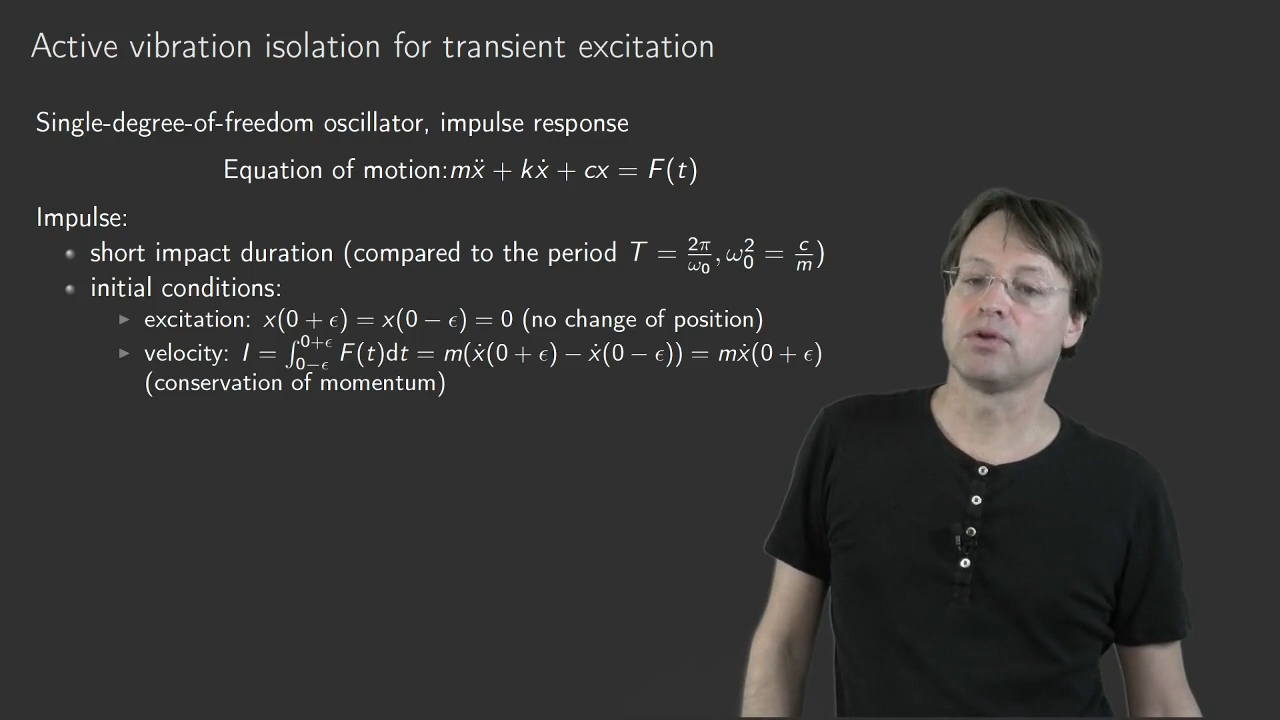 Active vibration isolation for transient excitation
Single-degree-of-freedom oscillator, impulse response
Equation of motion:mẍ + kẋ + cx = F(t)
Impulse:
short impact duration (compared to the period T = 2π/ω₀, ω₀² = c/m)
initial conditions:
excitation: x(0 + ϵ) = x(0 − ϵ) = 0 (no change of position)
velocity: I = ∫₀₋ϵ⁰⁺ϵ F(t)dt = m(ẋ(0 + ϵ) − ẋ(0 − ϵ)) = mẋ(0 + ϵ)
(conservation of momentum)